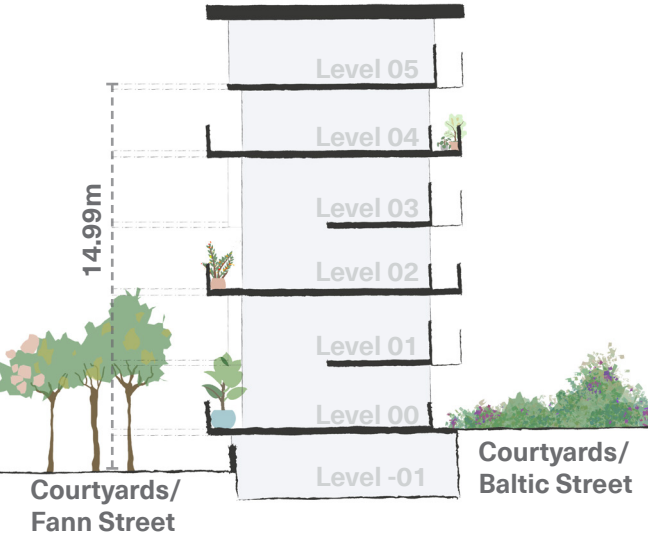 Level 05
Level 04
Level 03
Level 02
Level 01
Level 00
Level -01
14.99m
Courtyards/
Fann Street
Courtyards/
Baltic Street